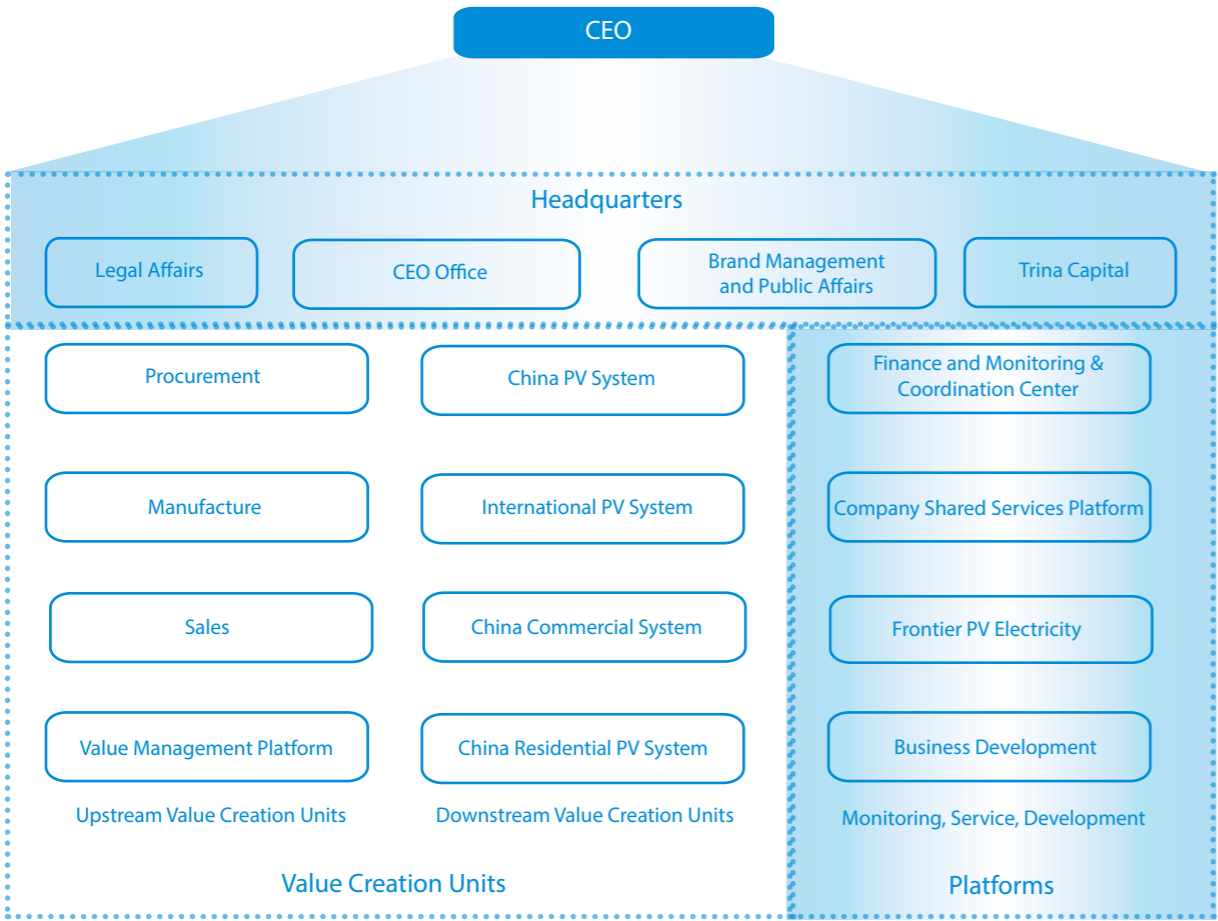 CEO
Headquarters
Legal Affairs
CEO Office
Brand Management
and Public Affairs
Trina Capital
Procurement
China PV System
Finance and Monitoring &
Coordination Center
Manufacture
International PV System
Company Shared Services Platform
Sales
China Commercial System
Frontier PV Electricity
Value Management Platform
China Residential PV System
Business Development
Upstream Value Creation Units
Downstream Value Creation Units
Monitoring, Service, Development
Value Creation Units
Platforms